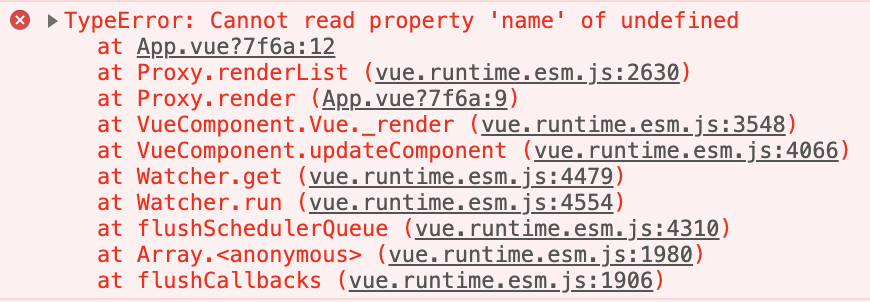 TypeError: Cannot read property 'name' of undefined
at App.vue?7f6a:12
at Proxy.renderList (vue.runtime.esm.js:2630)
at Proxy.render (App.vue?7f6a:9)
at VueComponent.Vue._render (vue.runtime.esm.js:3548)
at VueComponent.updateComponent (vue.runtime.esm.js:4066)
at Watcher.get (vue.runtime.esm.js:4479)
at Watcher.run (vue.runtime.esm.js:4554)
at flushSchedulerQueue (vue.runtime.esm.js:4310)
at Array.<anonymous> (vue.runtime.esm.js:1980)
at flushCallbacks (vue.runtime.esm.js:1906)